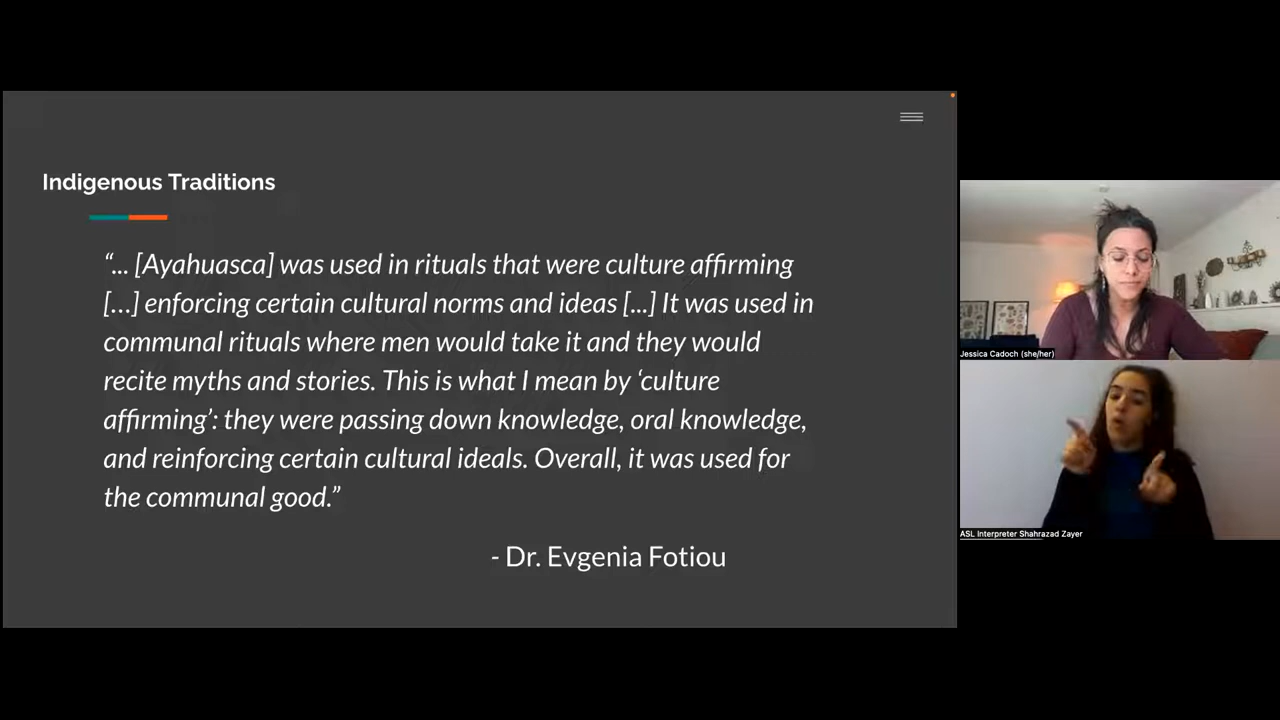 Indigenous Traditions
“... [Ayahuasca] was used in rituals that were culture affirming
[…] enforcing certain cultural norms and ideas [...] It was used in
communal rituals where men would take it and they would
recite myths and stories. This is what I mean by ‘culture
affirming’: they were passing down knowledge, oral knowledge,
and reinforcing certain cultural ideals. Overall, it was used for
the communal good.”
- Dr. Evgenia Fotiou
Jessica Cadoch (she/her)
ASL Interpreter Shahrazad Zayer